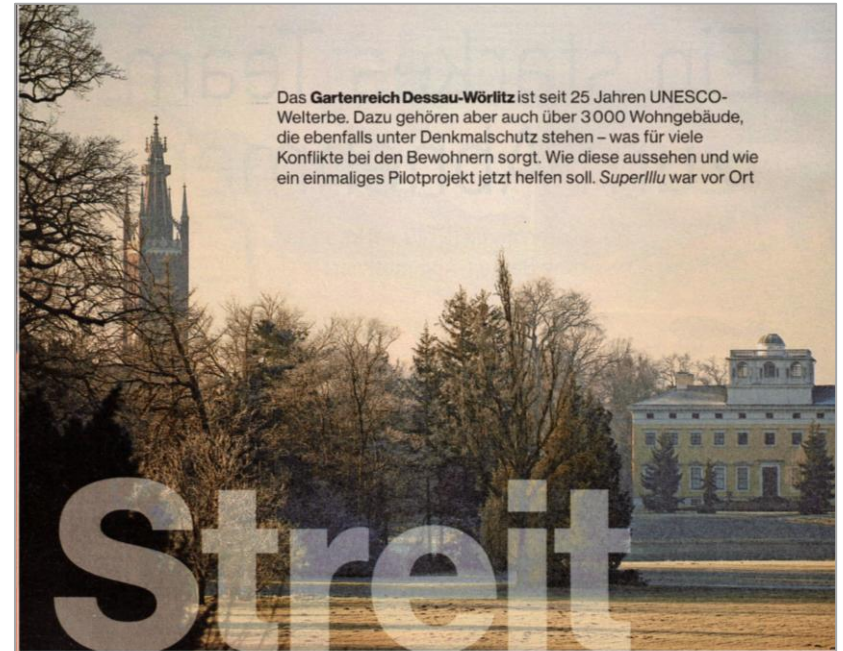 Das Gartenreich Dessau-Wörlitz ist seit 25 Jahren UNESCO-
Welterbe. Dazu gehören aber auch über 3 000 Wohngebäude,
die ebenfalls unter Denkmalschutz stehen – was für viele
Konflikte bei den Bewohnern sorgt. Wie diese aussehen und wie
ein einmaliges Pilotprojekt jetzt helfen soll. SuperIllu war vor Ort
Streit